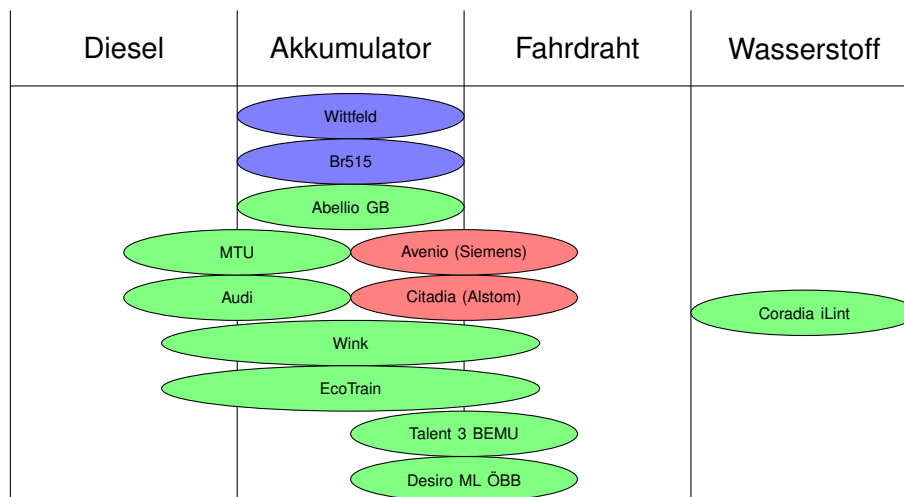 Diesel Akkumulator Fahrdraht Wasserstoff
Wittfeld
Br515
Abellio GB
MTU Avenio (Siemens)
Audi Citadia (Alstom)
Coradia iLint
Wink
EcoTrain
Talent 3 BEMU
Desiro ML ÖBB